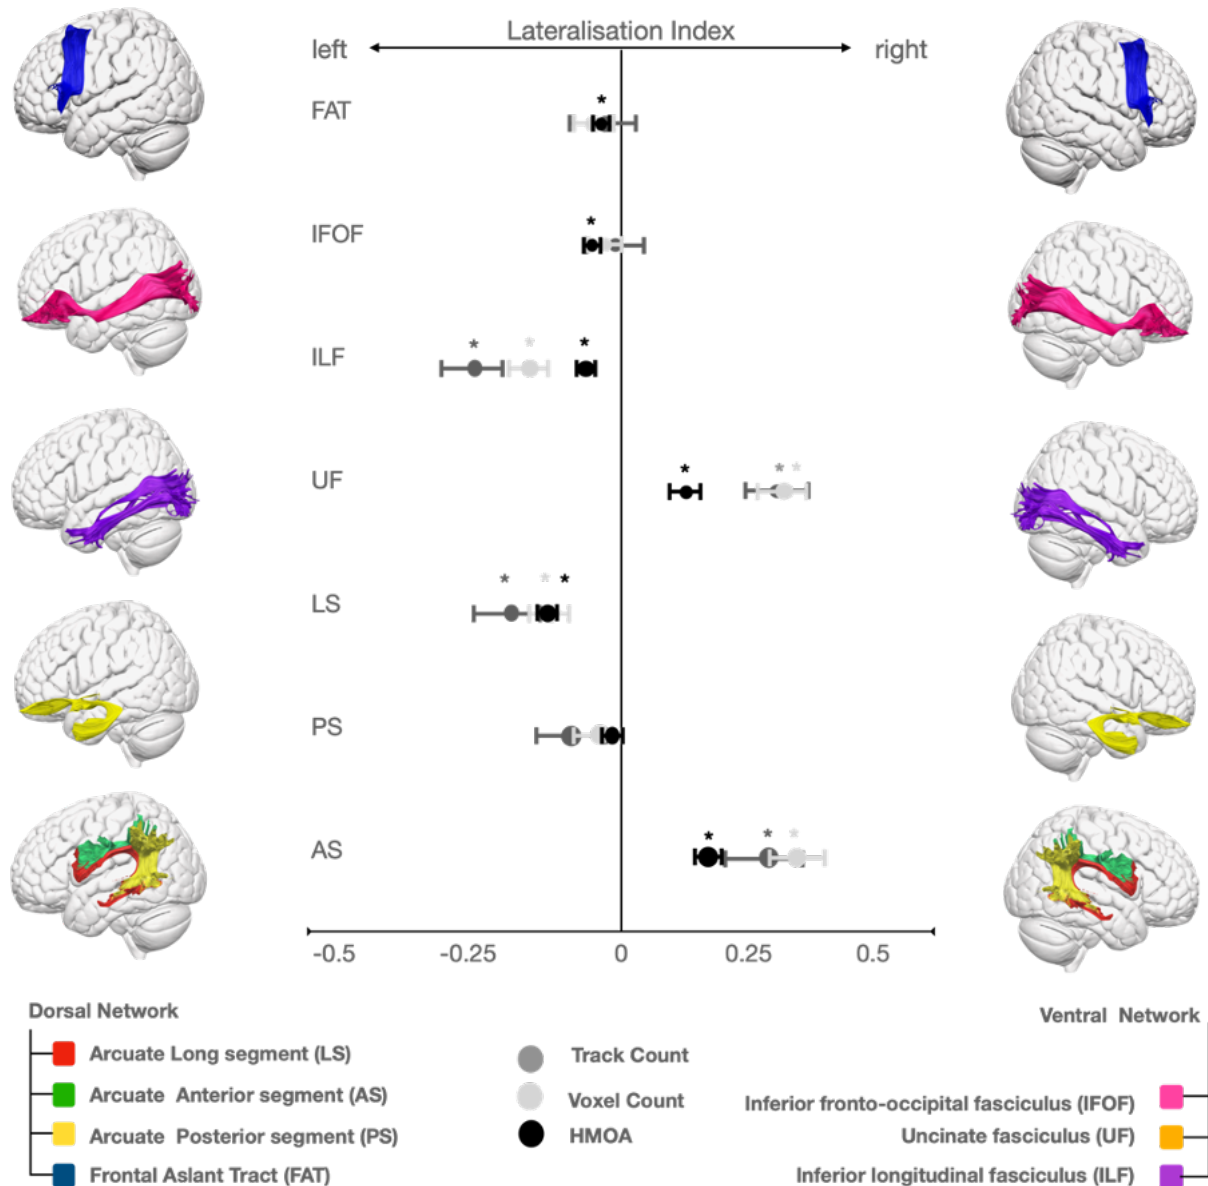 Lateralisation Index
left
right
FAT
*
IFOF
*
ILF
* * *
UF
* * *
LS
* * *
PS
AS
* * *
-0.5 -0.25 0 0.25 0.5
Dorsal Network
Arcuate Long segment (LS)
Arcuate Anterior segment (AS)
Arcuate Posterior segment (PS)
Frontal Aslant Tract (FAT)
Track Count
Voxel Count
HMOA
Ventral Network
Inferior fronto-occipital fasciculus (IFOF)
Uncinate fasciculus (UF)
Inferior longitudinal fasciculus (ILF)